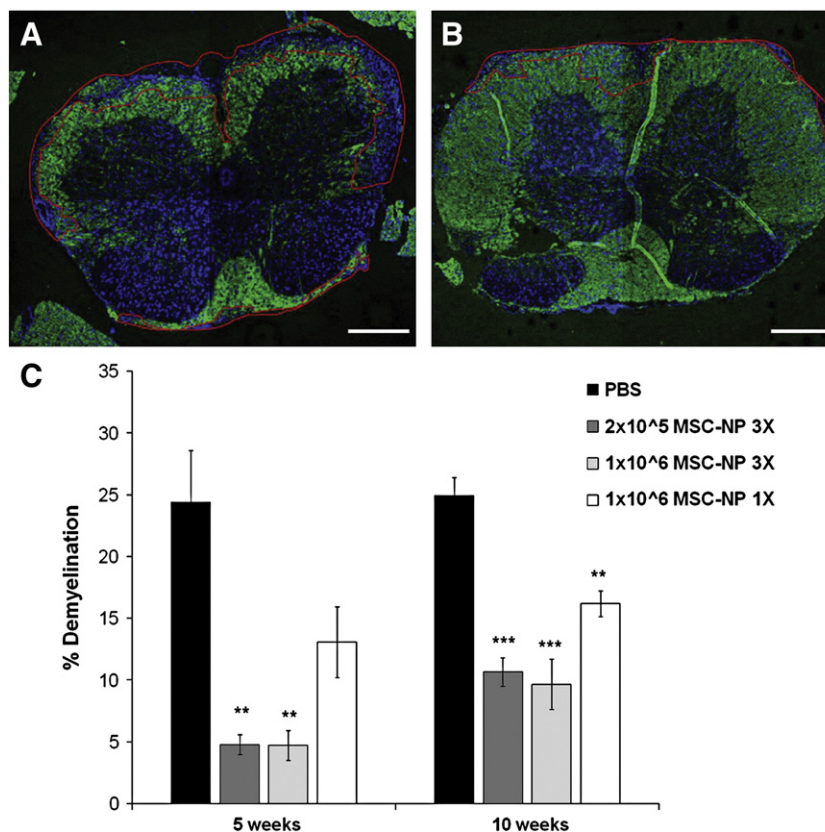 A
B
C
35
30
25
20
15
10
5
0
% Demyelination
PBS
2x10^5 MSC-NP 3X
1x10^6 MSC-NP 3X
1x10^6 MSC-NP 1X
**
**
***
***
**
5 weeks
10 weeks